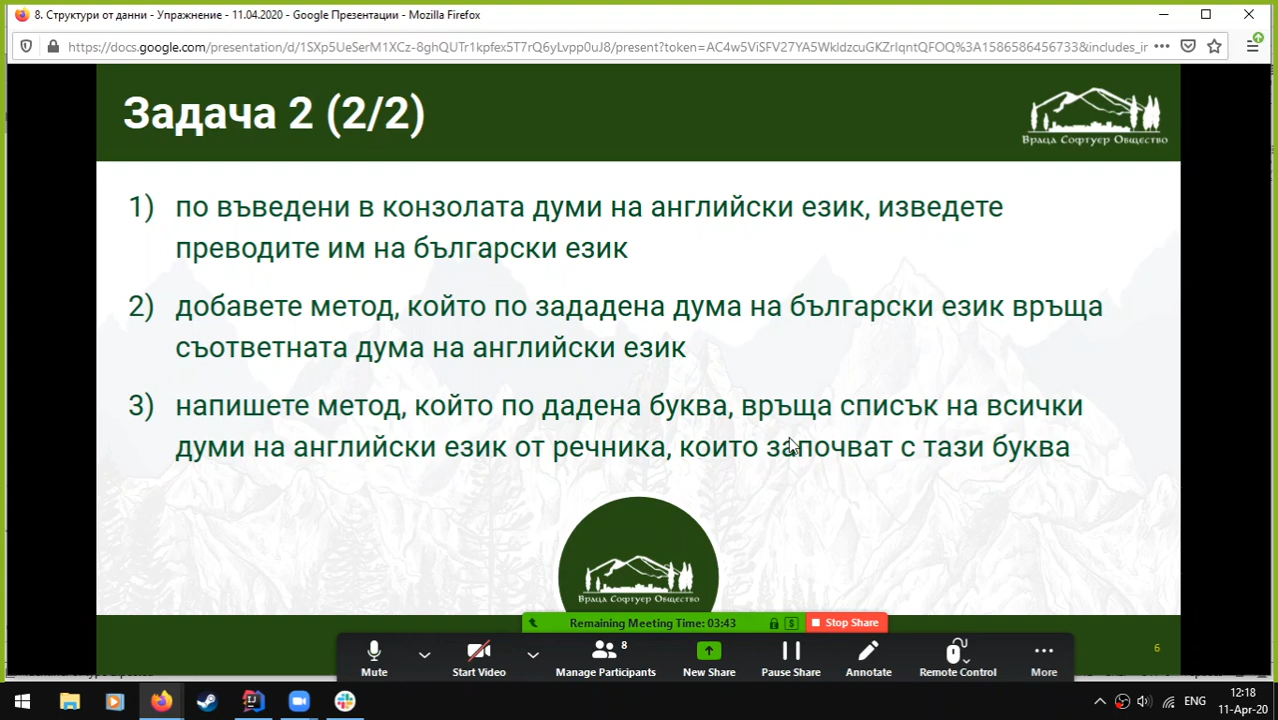 8. Структури от данни - Упражнение - 11.04.2020 - Google Презентации - Mozilla Firefox
https://docs.google.com/presentation/d/1SXp5UeSerM1XCz-8ghQUTr1kpfex5T7rQ6yLvpp0uJ8/present?token=AC4w5ViSFV27YA5WkldzcuGKZrIqntQFOQ%3A1586586456733&includes_ir
Задача 2 (2/2)
Враца Софтуер Общество
1) по въведени в конзолата думи на английски език, изведете
преводите им на български език
2) добавете метод, който по зададена дума на български език връща
съответната дума на английски език
3) напишете метод, който по дадена буква, връща списък на всички
думи на английски език от речника, които започват с тази буква
Враца Софтуер Общество
Remaining Meeting Time: 03:43
Stop Share
6
8
Mute
Start Video
Manage Participants
New Share
Pause Share
Annotate
Remote Control
More
ENG
12:18
11-Apr-20